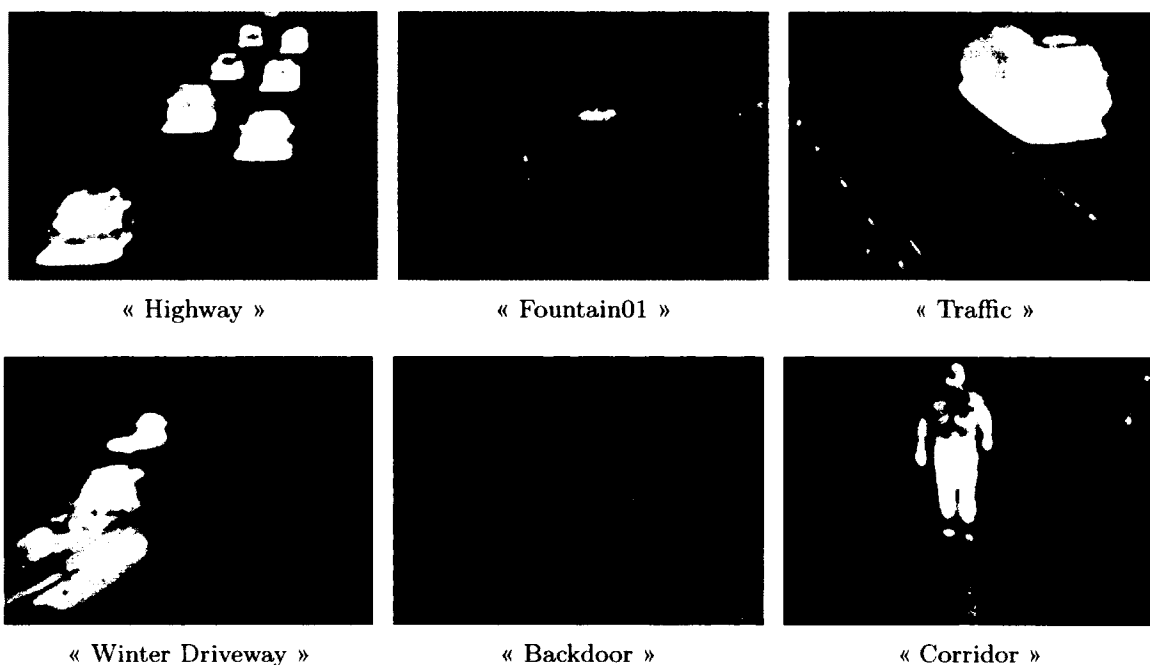 « Highway »
« Fountain01 »
« Traffic »
« Winter Driveway »
« Backdoor »
« Corridor »